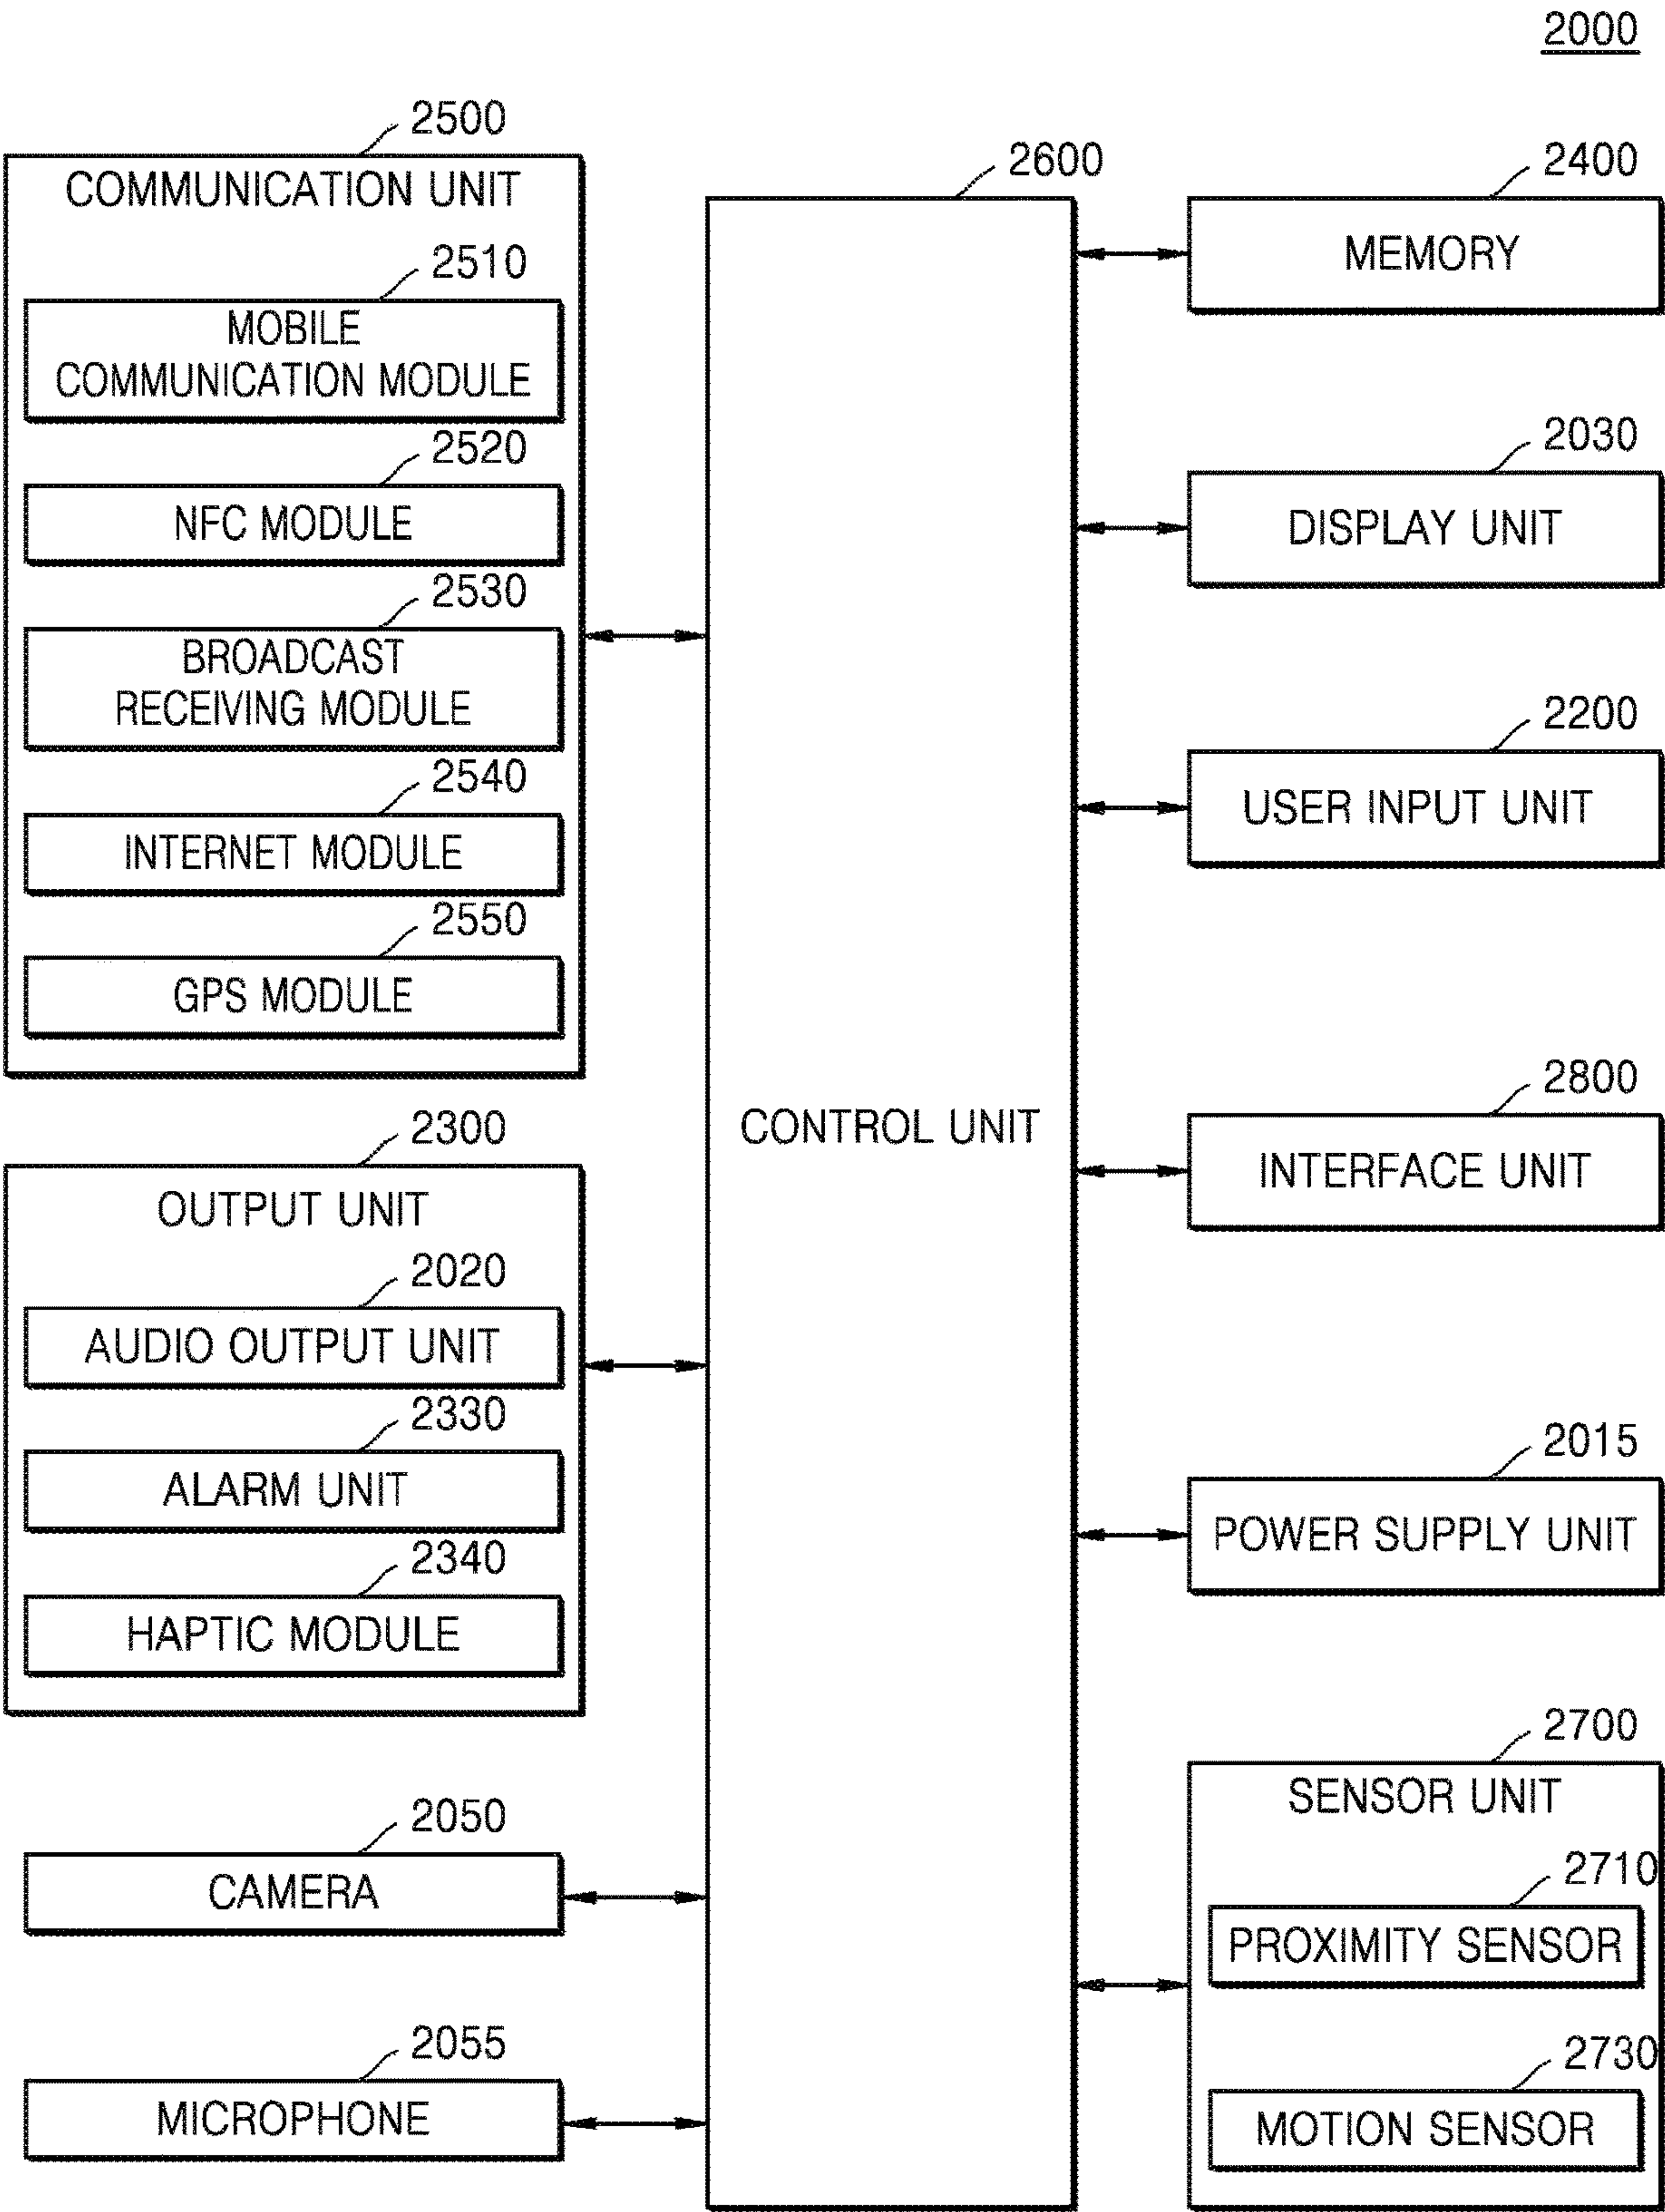 2000
2500
COMMUNICATION UNIT
2510
MOBILE
COMMUNICATION MODULE
2520
NFC MODULE
2530
BROADCAST
RECEIVING MODULE
2540
INTERNET MODULE
2550
GPS MODULE
2300
OUTPUT UNIT
2020
AUDIO OUTPUT UNIT
2330
ALARM UNIT
2340
HAPTIC MODULE
2050
CAMERA
2055
MICROPHONE
2600
CONTROL UNIT
2400
MEMORY
2030
DISPLAY UNIT
2200
USER INPUT UNIT
2800
INTERFACE UNIT
2015
POWER SUPPLY UNIT
2700
SENSOR UNIT
2710
PROXIMITY SENSOR
2730
MOTION SENSOR